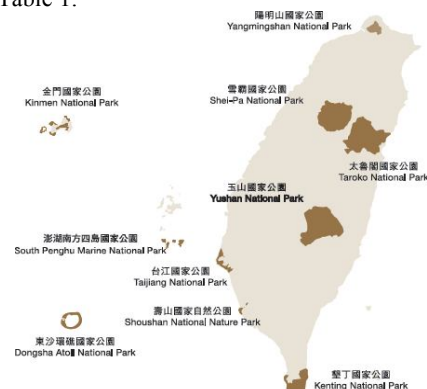 Table 1.
陽明山國家公園
Yangmingshan National Park
金門國家公園
Kinmen National Park
雪霸國家公園
Shei-Pa National Park
太魯閣國家公園
Taroko National Park
玉山國家公園
Yushan National Park
澎湖南方四島國家公園
South Penghu Marine National Park
台江國家公園
Taijiang National Park
壽山國家自然公園
Shoushan National Nature Park
東沙環礁國家公園
Dongsha Atoll National Park
墾丁國家公園
Kenting National Park